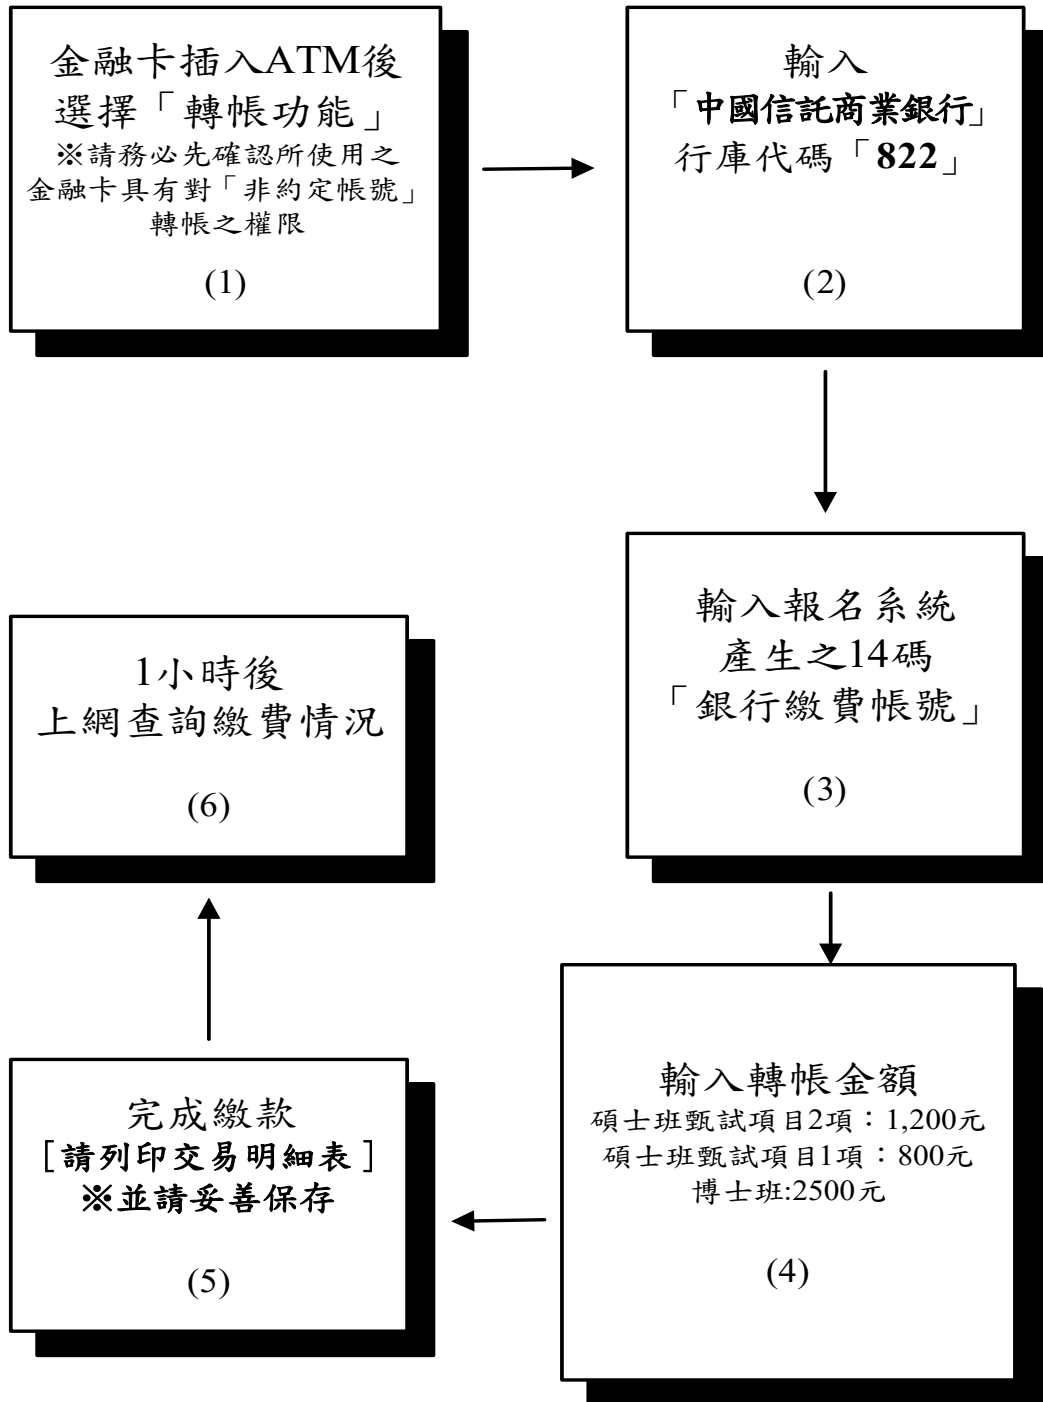 金融卡插入ATM後
選擇「轉帳功能」
※請務必先確認所使用之
金融卡具有對「非約定帳號」
轉帳之權限
(1)
輸入
「中國信託商業銀行」
行庫代碼「822」
(2)
輸入報名系統
產生之14碼
「銀行繳費帳號」
(3)
輸入轉帳金額
碩士班甄試項目2項：1,200元
碩士班甄試項目1項：800元
博士班:2500元
(4)
完成繳款
［請列印交易明細表］
※並請妥善保存
(5)
1小時後
上網查詢繳費情況
(6)